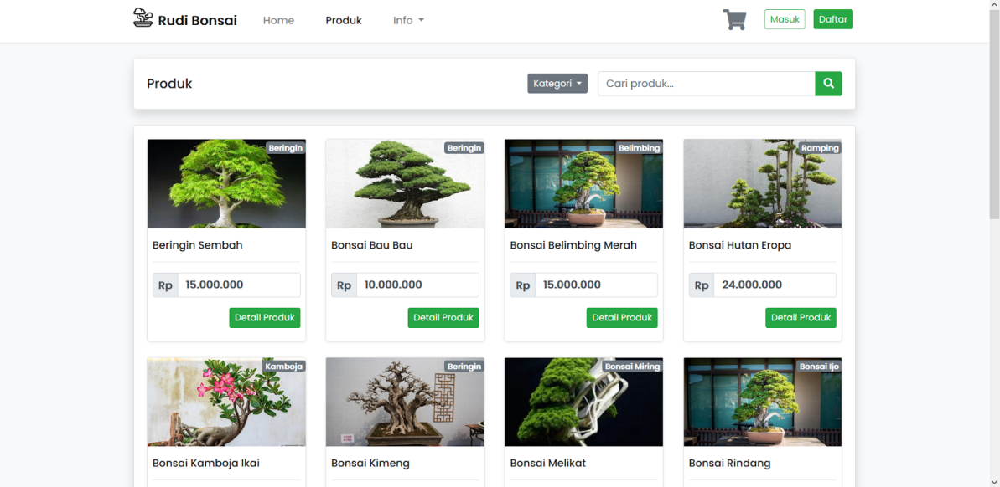 Rudi Bonsai Home Produk Info Masuk Daftar
Produk Kategori Cari produk...
Beringin Beringin Belimbing Ramping
Beringin Sembah Bonsai Bau Bau Bonsai Belimbing Merah Bonsai Hutan Eropa
Rp 15.000.000 Rp 10.000.000 Rp 15.000.000 Rp 24.000.000
Detail Produk Detail Produk Detail Produk Detail Produk
Kamboja Beringin Bonsai Miring Bonsai Ijo
Bonsai Kamboja Ikai Bonsai Kimeng Bonsai Melikat Bonsai Rindang